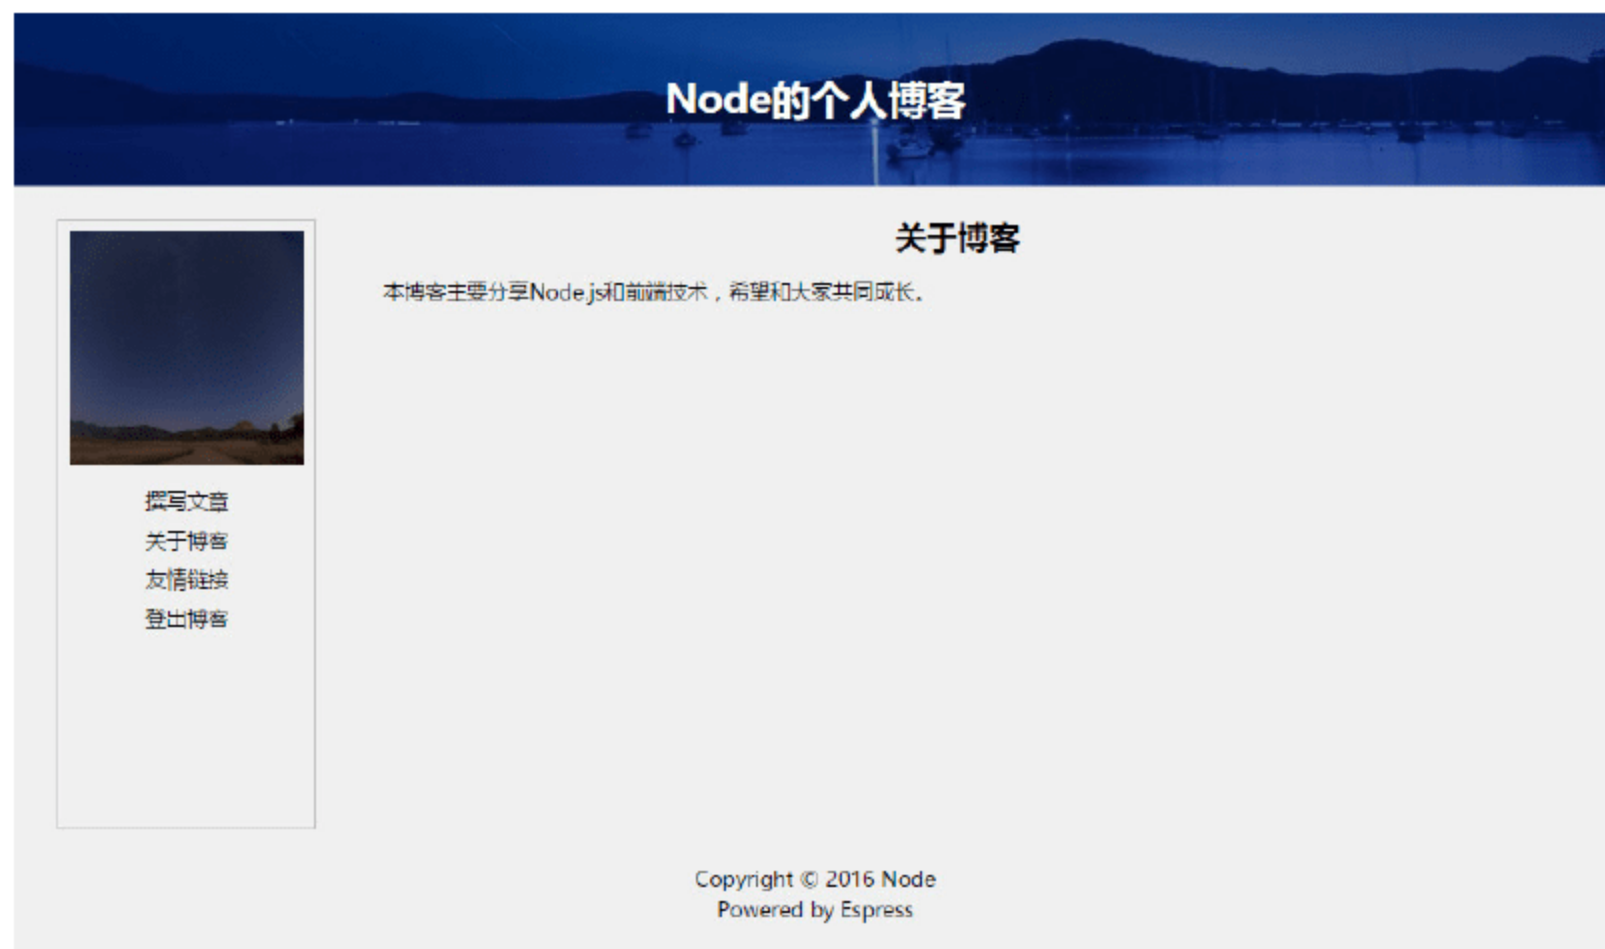 Node的个人博客
关于博客
本博客主要分享Node.js和前端技术，希望和大家共同成长。
撰写文章
关于博客
友情链接
登出博客
Copyright © 2016 Node
Powered by Espress